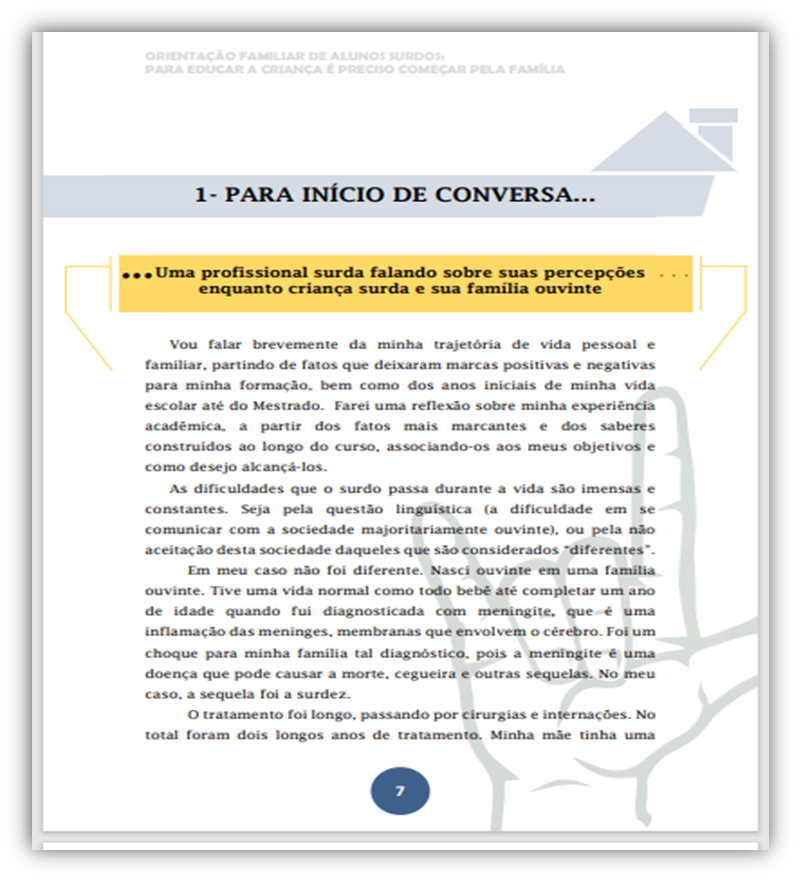 ORIENTAÇÃO FAMILIAR DE ALUNOS SURDOS:
PARA EDUCAR A CRIANÇA É PRECISO COMEÇAR PELA FAMÍLIA
1- PARA INÍCIO DE CONVERSA...
...Uma profissional surda falando sobre suas percepções ...
enquanto criança surda e sua família ouvinte
Vou falar brevemente da minha trajetória de vida pessoal e
familiar, partindo de fatos que deixaram marcas positivas e negativas
para minha formação, bem como dos anos iniciais de minha vida
escolar até do Mestrado. Farei uma reflexão sobre minha experiência
acadêmica, a partir dos fatos mais marcantes e dos saberes
construídos ao longo do curso, associando-os aos meus objetivos e
como desejo alcançá-los.
As dificuldades que o surdo passa durante a vida são imensas e
constantes. Seja pela questão linguística (a dificuldade em se
comunicar com a sociedade majoritariamente ouvinte), ou pela não
aceitação desta sociedade daqueles que são considerados "diferentes".
Em meu caso não foi diferente. Nasci ouvinte em uma família
ouvinte. Tive uma vida normal como todo bebê até completar um ano
de idade quando fui diagnosticada com meningite, que é uma
inflamação das meninges, membranas que envolvem o cérebro. Foi um
choque para minha família tal diagnóstico, pois a meningite é uma
doença que pode causar a morte, cegueira e outras sequelas. No meu
caso, a sequela foi a surdez.
O tratamento foi longo, passando por cirurgias e internações. No
total foram dois longos anos de tratamento. Minha mãe tinha uma
7